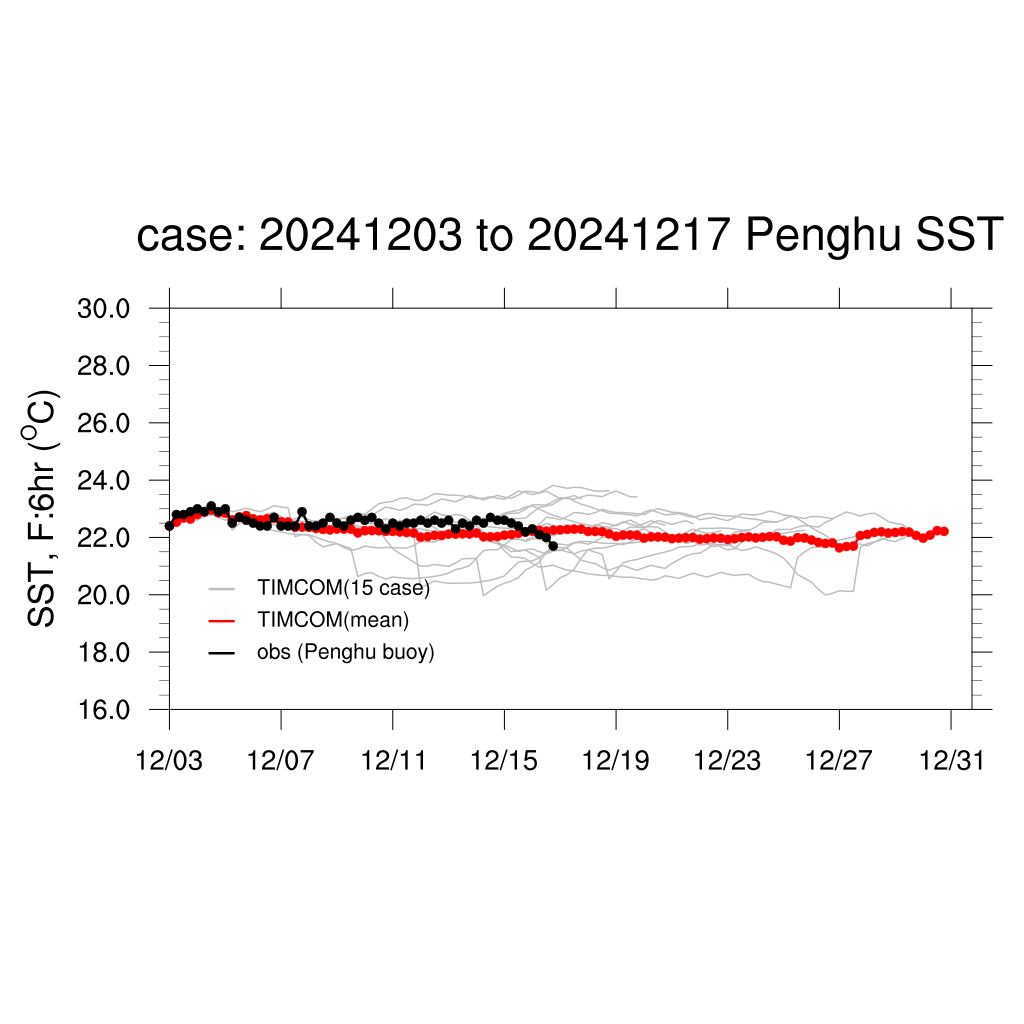 case: 20241203 to 20241217 Penghu SST
SST, F:6hr (°C)
30.0
28.0
26.0
24.0
22.0
20.0
18.0
16.0
TIMCOM(15 case)
TIMCOM(mean)
obs (Penghu buoy)
12/03 12/07 12/11 12/15 12/19 12/23 12/27 12/31